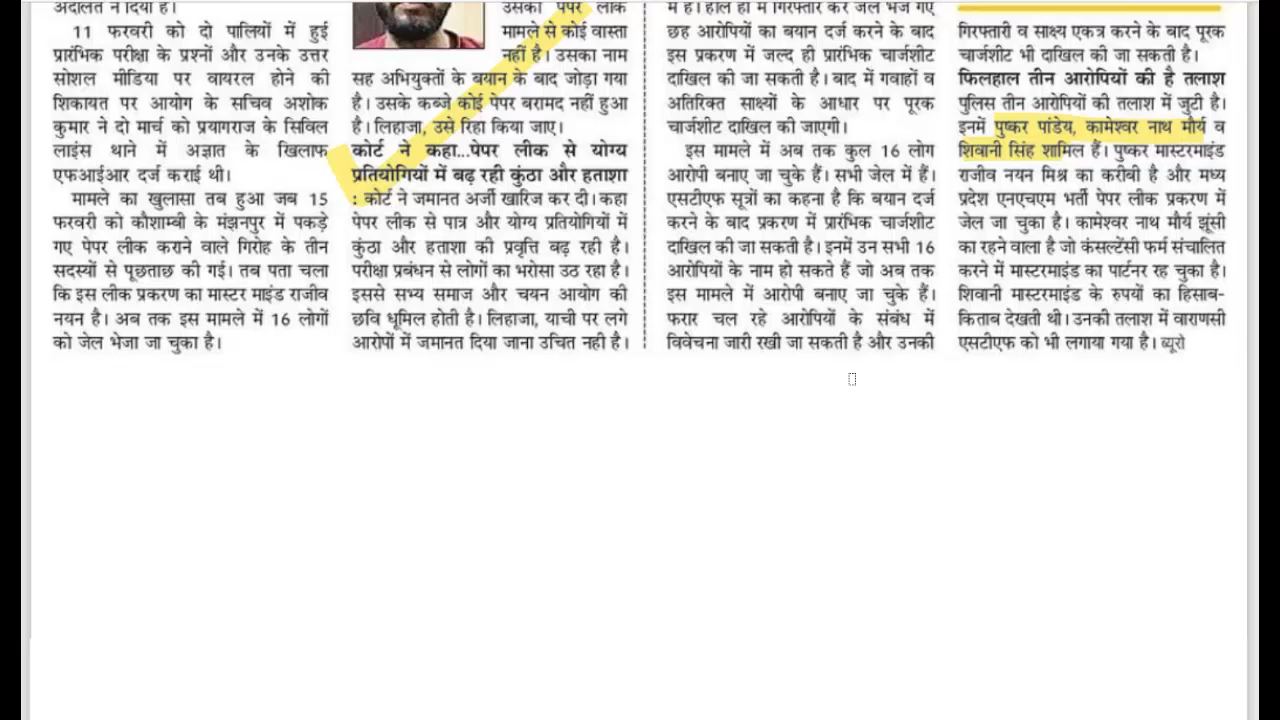 अदालत ने दिया है।
11 फरवरी को दो पालियों में हुई
प्रारंभिक परीक्षा के प्रश्नों और उनके उत्तर
सोशल मीडिया पर वायरल होने की
शिकायत पर आयोग के सचिव अशोक
कुमार ने दो मार्च को प्रयागराज के सिविल
लाइंस थाने में अज्ञात के खिलाफ
एफआईआर दर्ज कराई थी।
मामले का खुलासा तब हुआ जब 15
फरवरी को कौशाम्बी के मंझनपुर में पकड़े
गए पेपर लीक कराने वाले गिरोह के तीन
सदस्यों से पूछताछ की गई। तब पता चला
कि इस लीक प्रकरण का मास्टर माइंड राजीव
नयन है। अब तक इस मामले में 16 लोगों
को जेल भेजा जा चुका है।
उसका पेपर लीक
मामले से कोई वास्ता
नहीं है। उसका नाम
सह अभियुक्तों के बयान के बाद जोड़ा गया
है। उसके कब्जे कोई पेपर बरामद नहीं हुआ
है। लिहाजा, उसे रिहा किया जाए।
कोर्ट ने कहा...पेपर लीक से योग्य
प्रतियोगियों में बढ़ रही कुंठा और हताशा
: कोर्ट ने जमानत अर्जी खारिज कर दी। कहा
पेपर लीक से पात्र और योग्य प्रतियोगियों में
कुंठा और हताशा की प्रवृत्ति बढ़ रही है।
परीक्षा प्रबंधन से लोगों का भरोसा उठ रहा है।
इससे सभ्य समाज और चयन आयोग की
छवि धूमिल होती है। लिहाजा, याची पर लगे
आरोपों में जमानत दिया जाना उचित नही है।
में हैं। हाल ही में गिरफ्तार कर जेल भेजे गए
छह आरोपियों का बयान दर्ज करने के बाद
इस प्रकरण में जल्द ही प्रारंभिक चार्जशीट
दाखिल की जा सकती है। बाद में गवाहों व
अतिरिक्त साक्ष्यों के आधार पर पूरक
चार्जशीट दाखिल की जाएगी।
इस मामले में अब तक कुल 16 लोग
आरोपी बनाए जा चुके हैं। सभी जेल में हैं।
एसटीएफ सूत्रों का कहना है कि बयान दर्ज
करने के बाद प्रकरण में प्रारंभिक चार्जशीट
दाखिल की जा सकती है। इनमें उन सभी 16
आरोपियों के नाम हो सकते हैं जो अब तक
इस मामले में आरोपी बनाए जा चुके हैं।
फरार चल रहे आरोपियों के संबंध में
विवेचना जारी रखी जा सकती है और उनकी
गिरफ्तारी व साक्ष्य एकत्र करने के बाद पूरक
चार्जशीट भी दाखिल की जा सकती है।
फिलहाल तीन आरोपियों की है तलाश
पुलिस तीन आरोपियों की तलाश में जुटी है।
इनमें पुष्कर पांडेय, कामेश्वर नाथ मौर्य व
शिवानी सिंह शामिल हैं। पुष्कर मास्टरमाइंड
राजीव नयन मिश्र का करीबी है और मध्य
प्रदेश एनएचएम भर्ती पेपर लीक प्रकरण में
जेल जा चुका है। कामेश्वर नाथ मौर्य झूंसी
का रहने वाला है जो कंसल्टेंसी फर्म संचालित
करने में मास्टरमाइंड का पार्टनर रह चुका है।
शिवानी मास्टरमाइंड के रुपयों का हिसाब-
किताब देखती थी। उनकी तलाश में वाराणसी
एसटीएफ को भी लगाया गया है। ब्यूरो